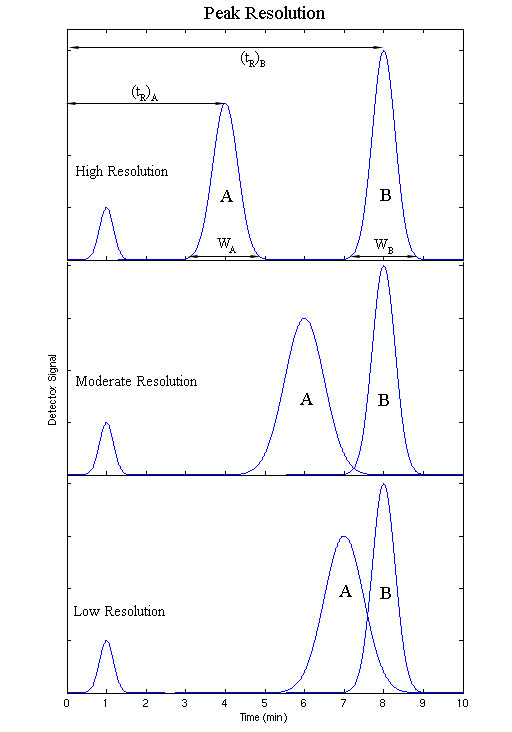 Peak Resolution
(tR)B
(tR)A
High Resolution
A
B
WA
WB
Detector Signal
Moderate Resolution
A
B
A
B
Low Resolution
0 1 2 3 4 5 6 7 8 9 10
Time (min)